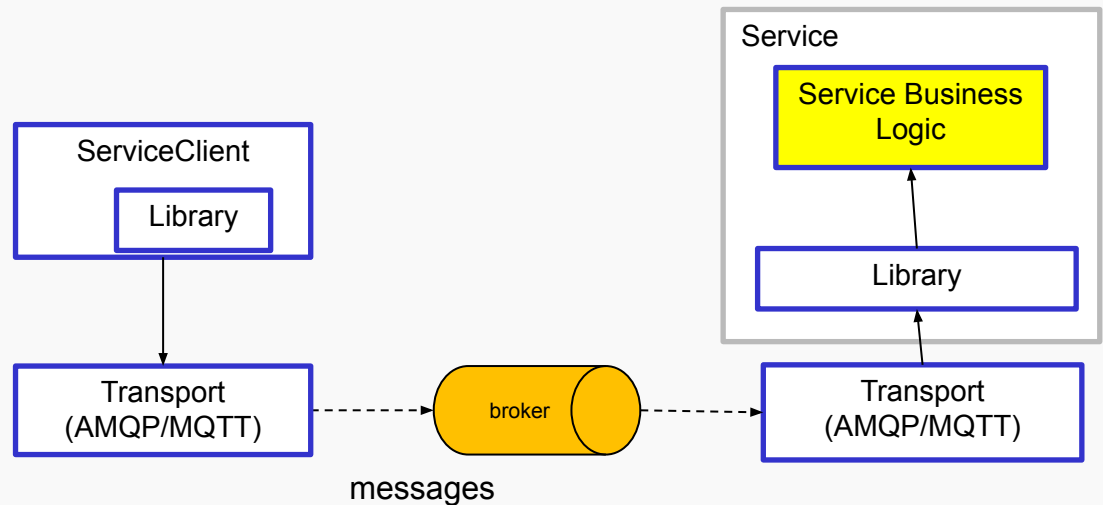 Service
Service Business
Logic
ServiceClient
Library
Library
Transport
(AMQP/MQTT)
broker
Transport
(AMQP/MQTT)
messages